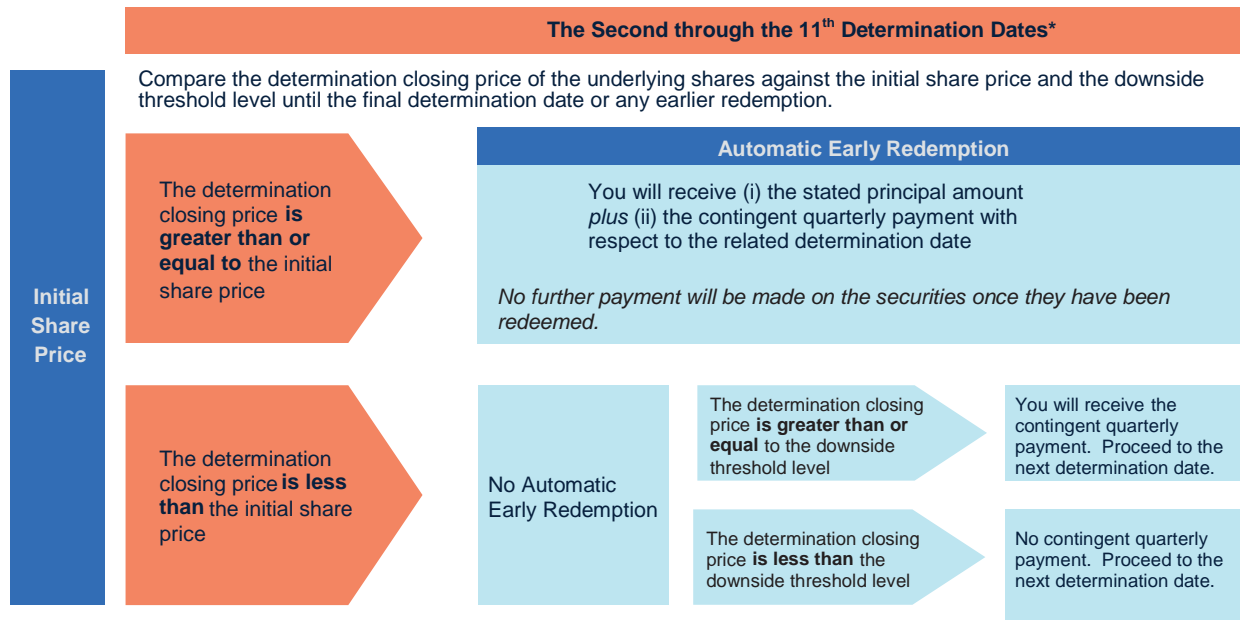 The Second through the 11th Determination Dates*
Compare the determination closing price of the underlying shares against the initial share price and the downside
threshold level until the final determination date or any earlier redemption.
Initial
Share
Price
The determination
closing price is
greater than or
equal to the initial
share price
Automatic Early Redemption
You will receive (i) the stated principal amount
plus (ii) the contingent quarterly payment with
respect to the related determination date
No further payment will be made on the securities once they have been
redeemed.
The determination
closing price is less
than the initial share
price
No Automatic
Early Redemption
The determination closing
price is greater than or
equal to the downside
threshold level
You will receive the
contingent quarterly
payment. Proceed to the
next determination date.
The determination closing
price is less than the
downside threshold level
No contingent quarterly
payment. Proceed to the
next determination date.